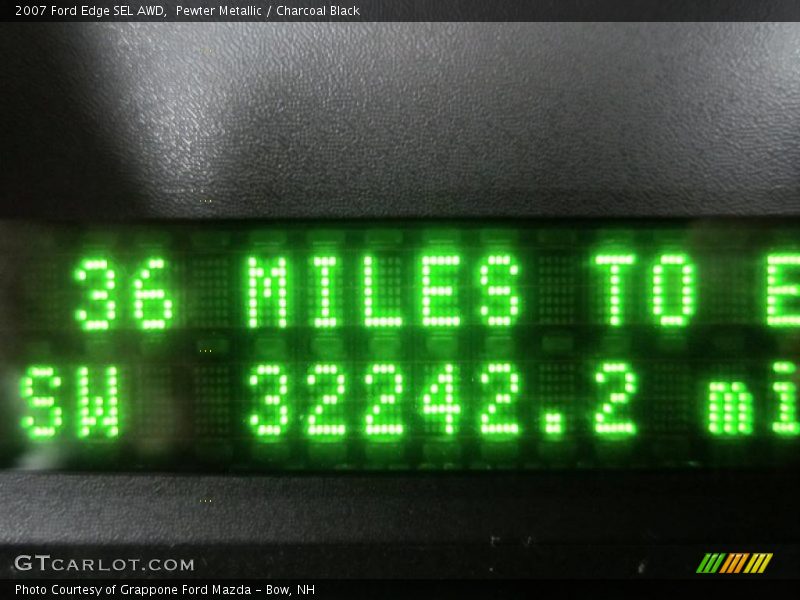 2007 Ford Edge SEL AWD,  Pewter Metallic / Charcoal Black
36 MILES TO E
SW 32242.2 mi
GTCARLOT.COM
Photo Courtesy of Grappone Ford Mazda - Bow, NH